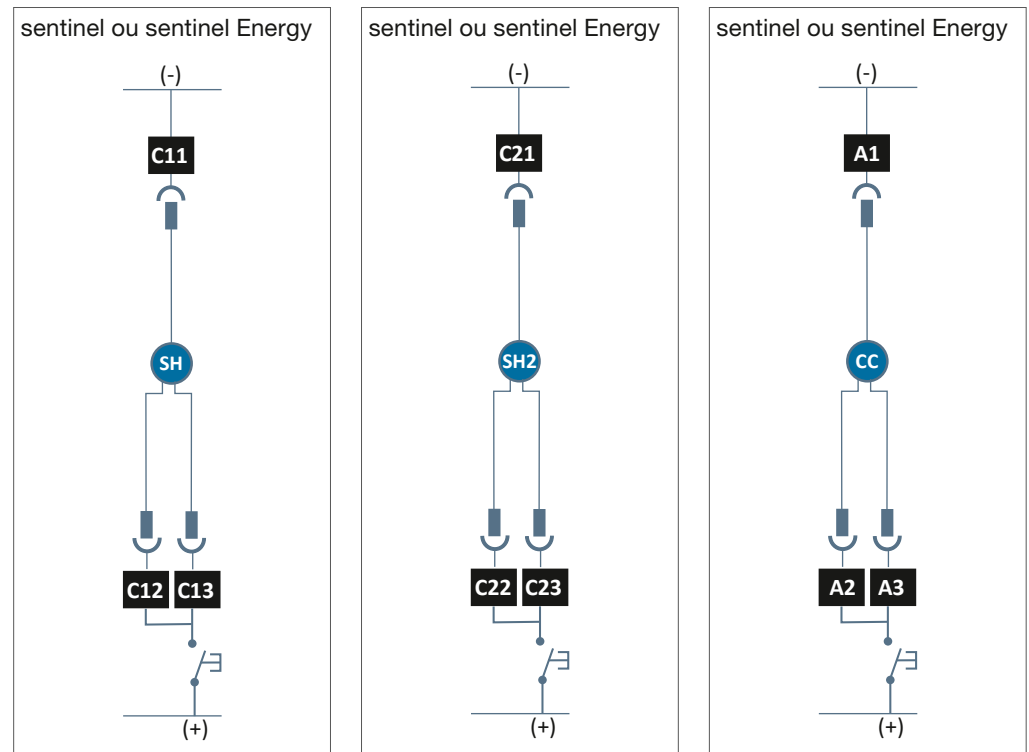 sentinel ou sentinel Energy
(-)
C11
SH
C12 C13
(+)
sentinel ou sentinel Energy
(-)
C21
SH2
C22 C23
(+)
sentinel ou sentinel Energy
(-)
A1
CC
A2 A3
(+)